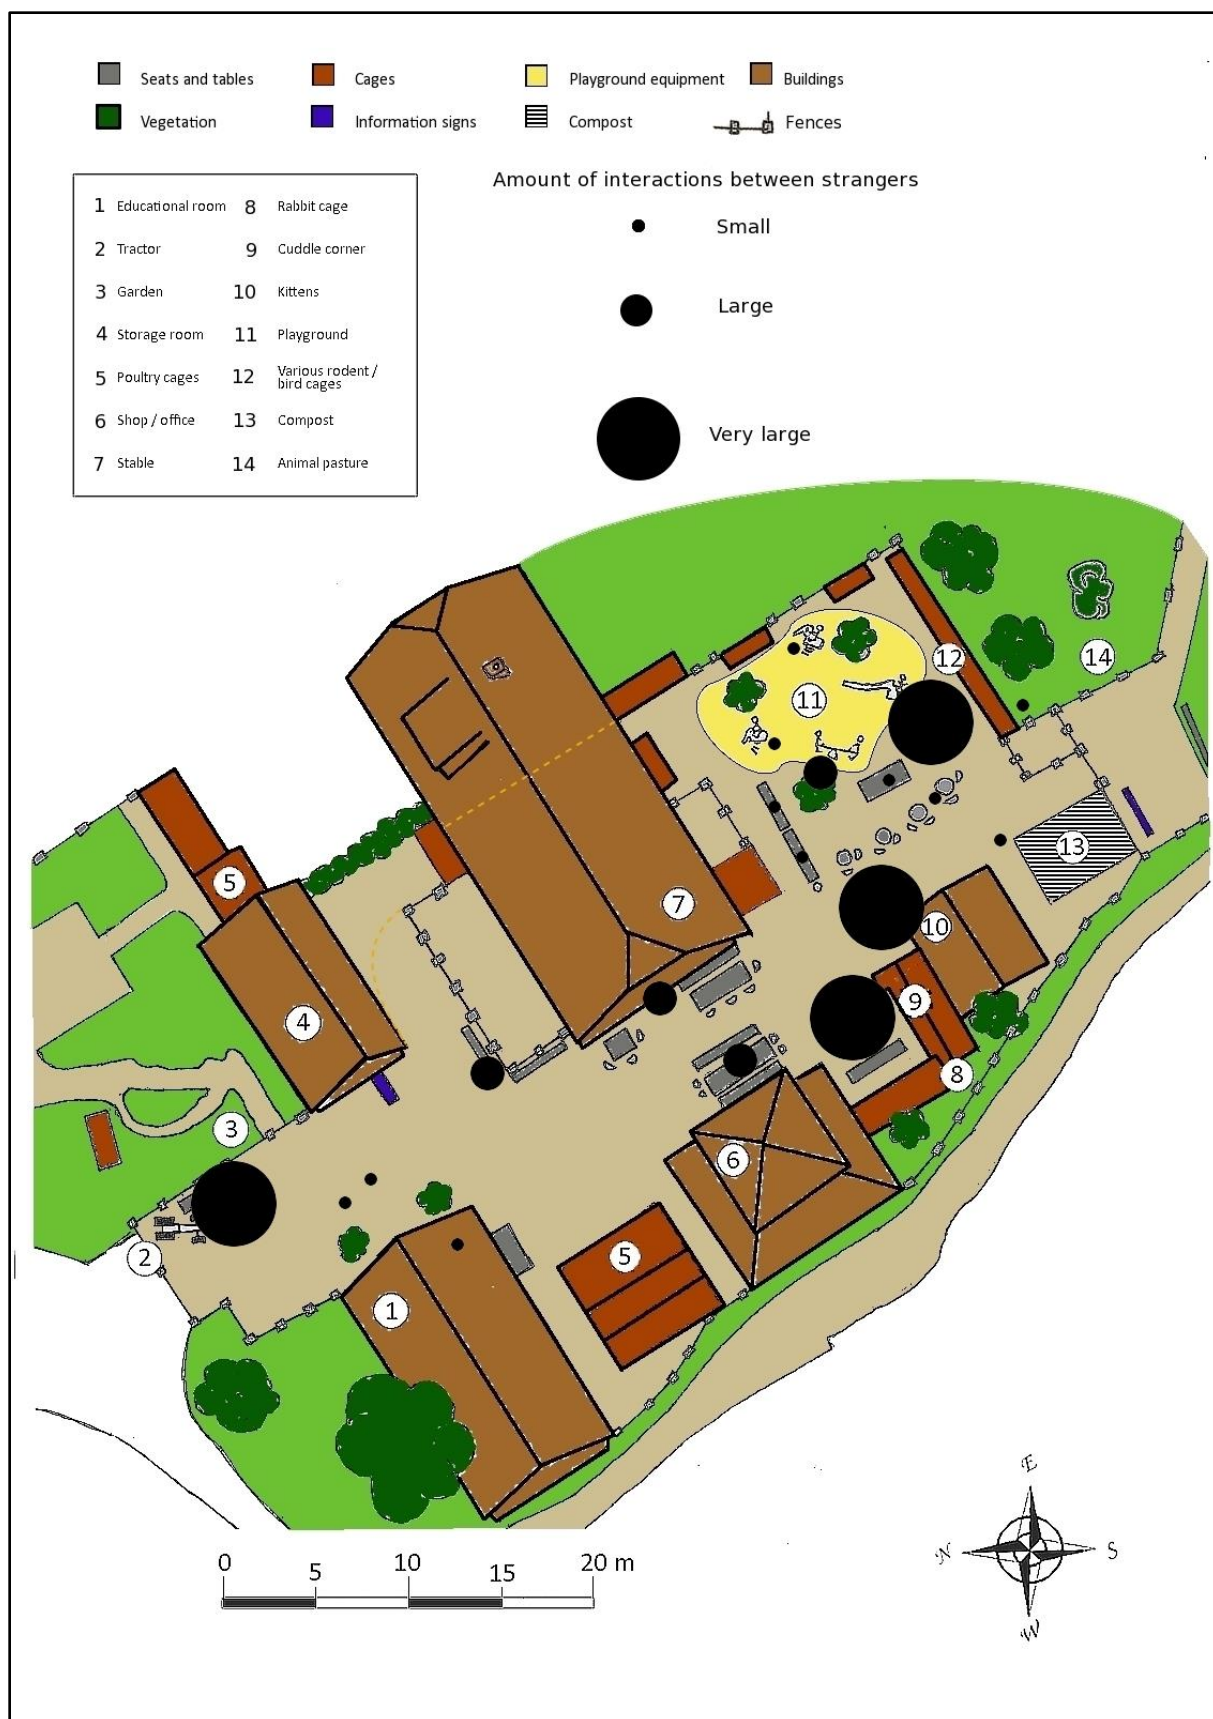 Seats and tables
Cages
Playground equipment
Buildings
Vegetation
Information signs
Compost
Fences
Amount of interactions between strangers
Small
Large
Very large
1 Educational room
2 Tractor
3 Garden
4 Storage room
5 Poultry cages
6 Shop / office
7 Stable
8 Rabbit cage
9 Cuddle corner
10 Kittens
11 Playground
12 Various rodent /
bird cages
13 Compost
14 Animal pasture
12
14
11
5
7
13
10
4
9
8
3
6
2
5
1
0 5 10 15 20 m
E
N
S
W